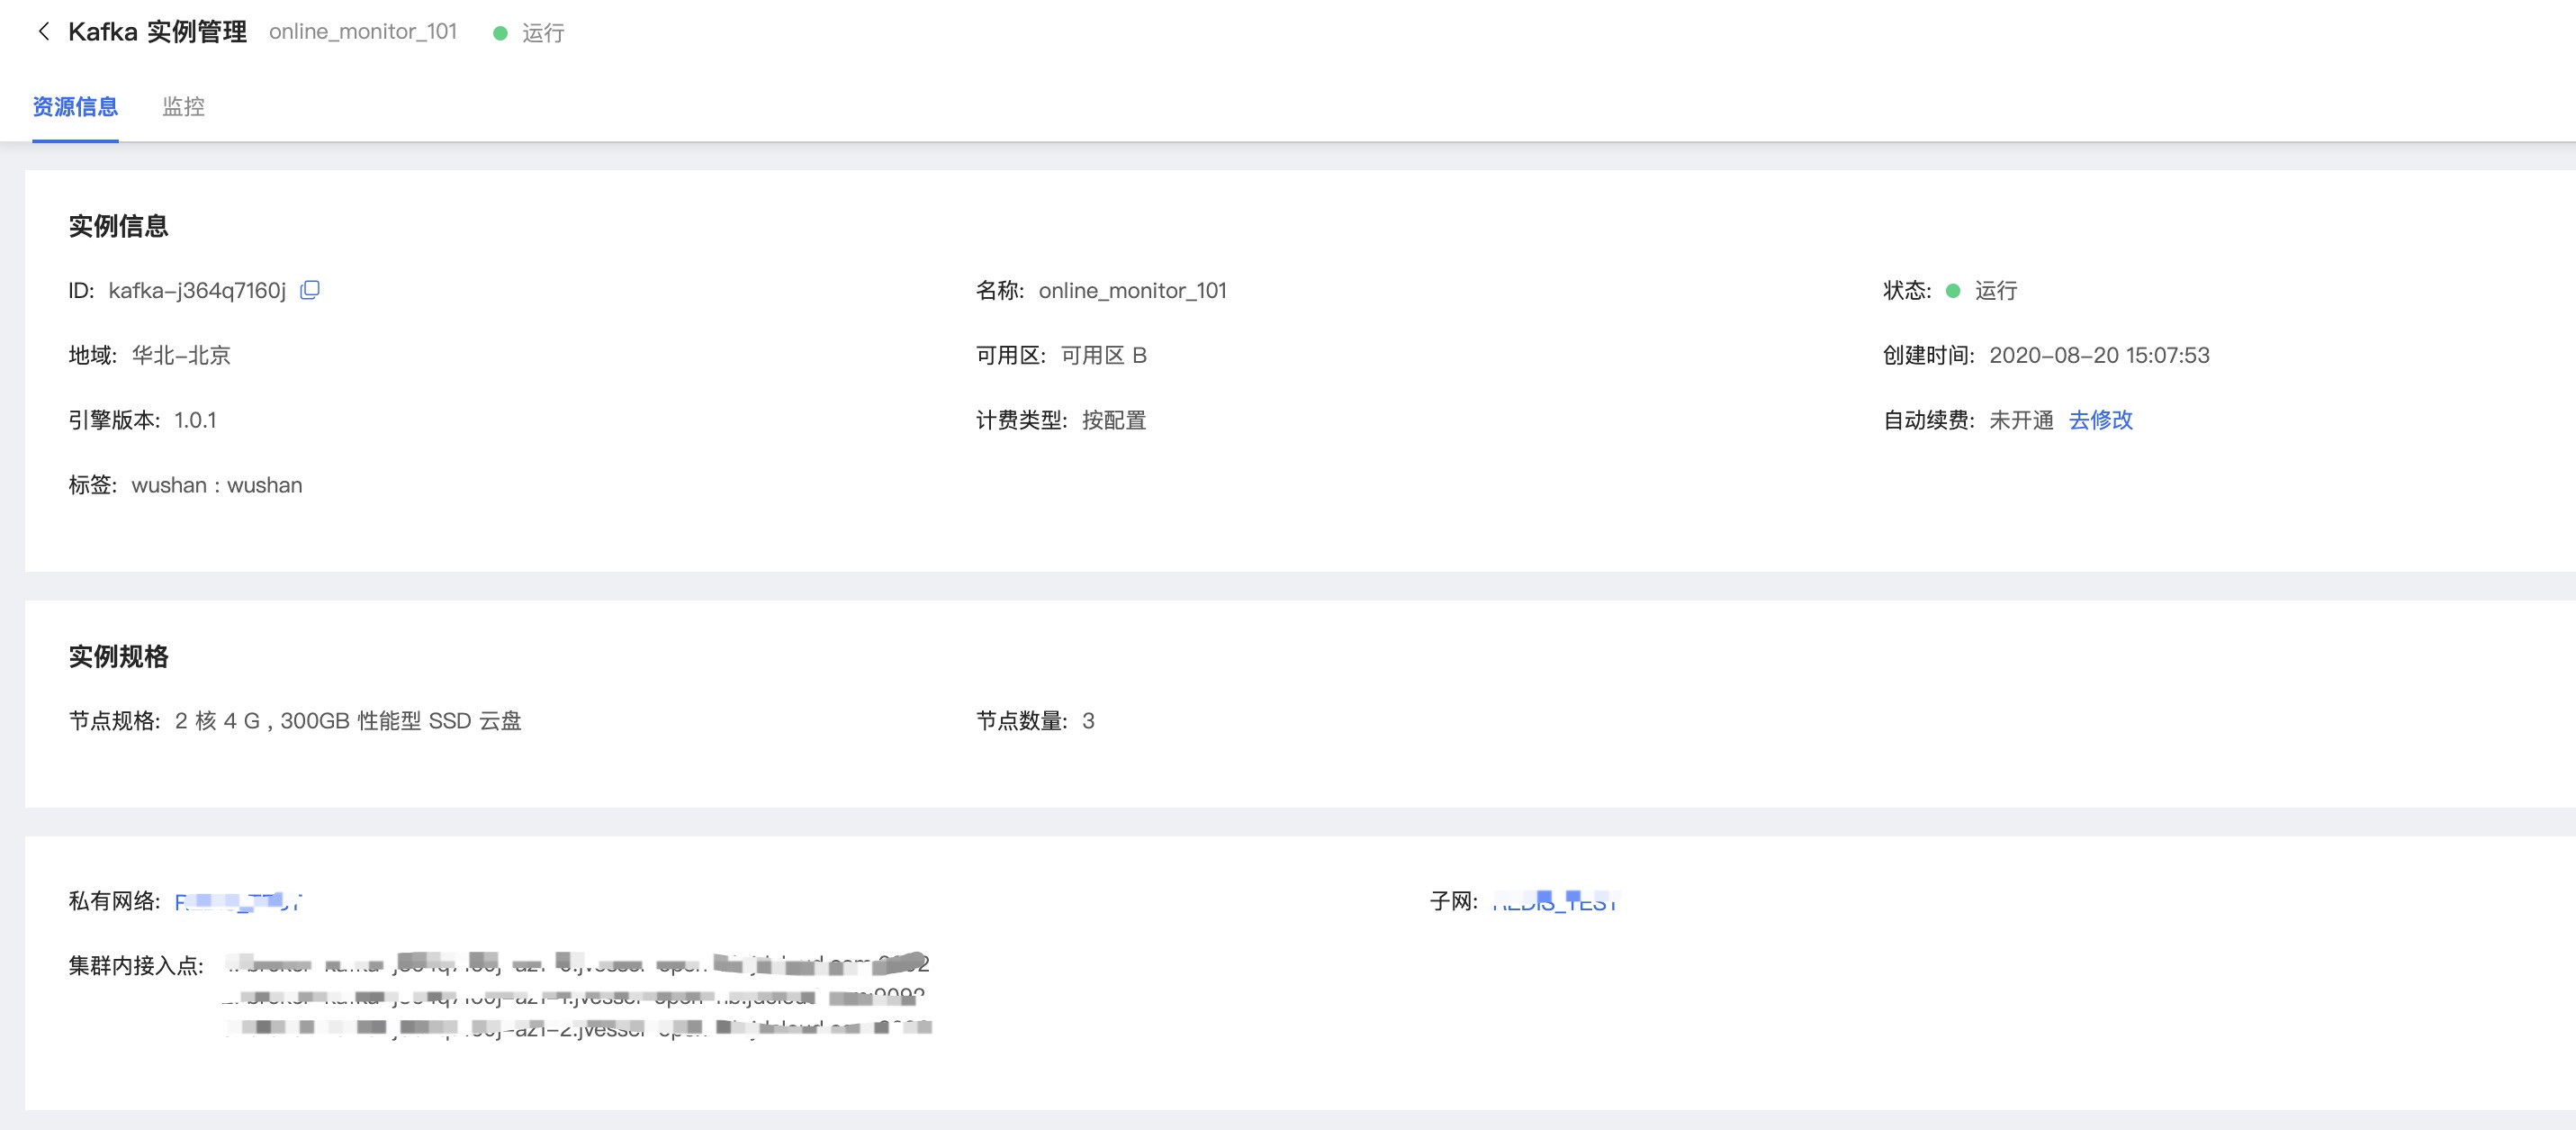 Kafka 实例管理 online_monitor_101 运行
资源信息 监控
实例信息
ID: kafka-j364q7160j 名称: online_monitor_101 状态: 运行
地域: 华北-北京 可用区: 可用区 B 创建时间: 2020-08-20 15:07:53
引擎版本: 1.0.1 计费类型: 按配置 自动续费: 未开通 去修改
标签: wushan : wushan
实例规格
节点规格: 2 核 4 G , 300GB 性能型 SSD 云盘 节点数量: 3
私有网络: 子网:
集群内接入点: